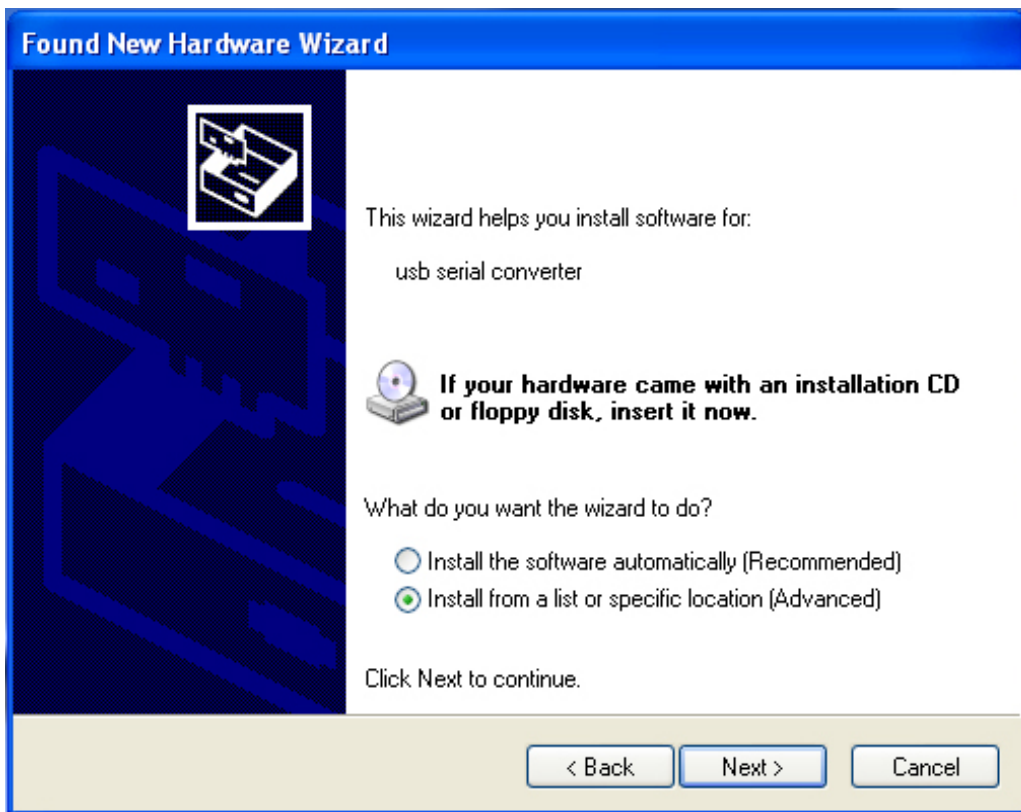 Found New Hardware Wizard
This wizard helps you install software for:
usb serial converter
If your hardware came with an installation CD
or floppy disk, insert it now.
What do you want the wizard to do?
Install the software automatically (Recommended)
Install from a list or specific location (Advanced)
Click Next to continue.
< Back Next > Cancel